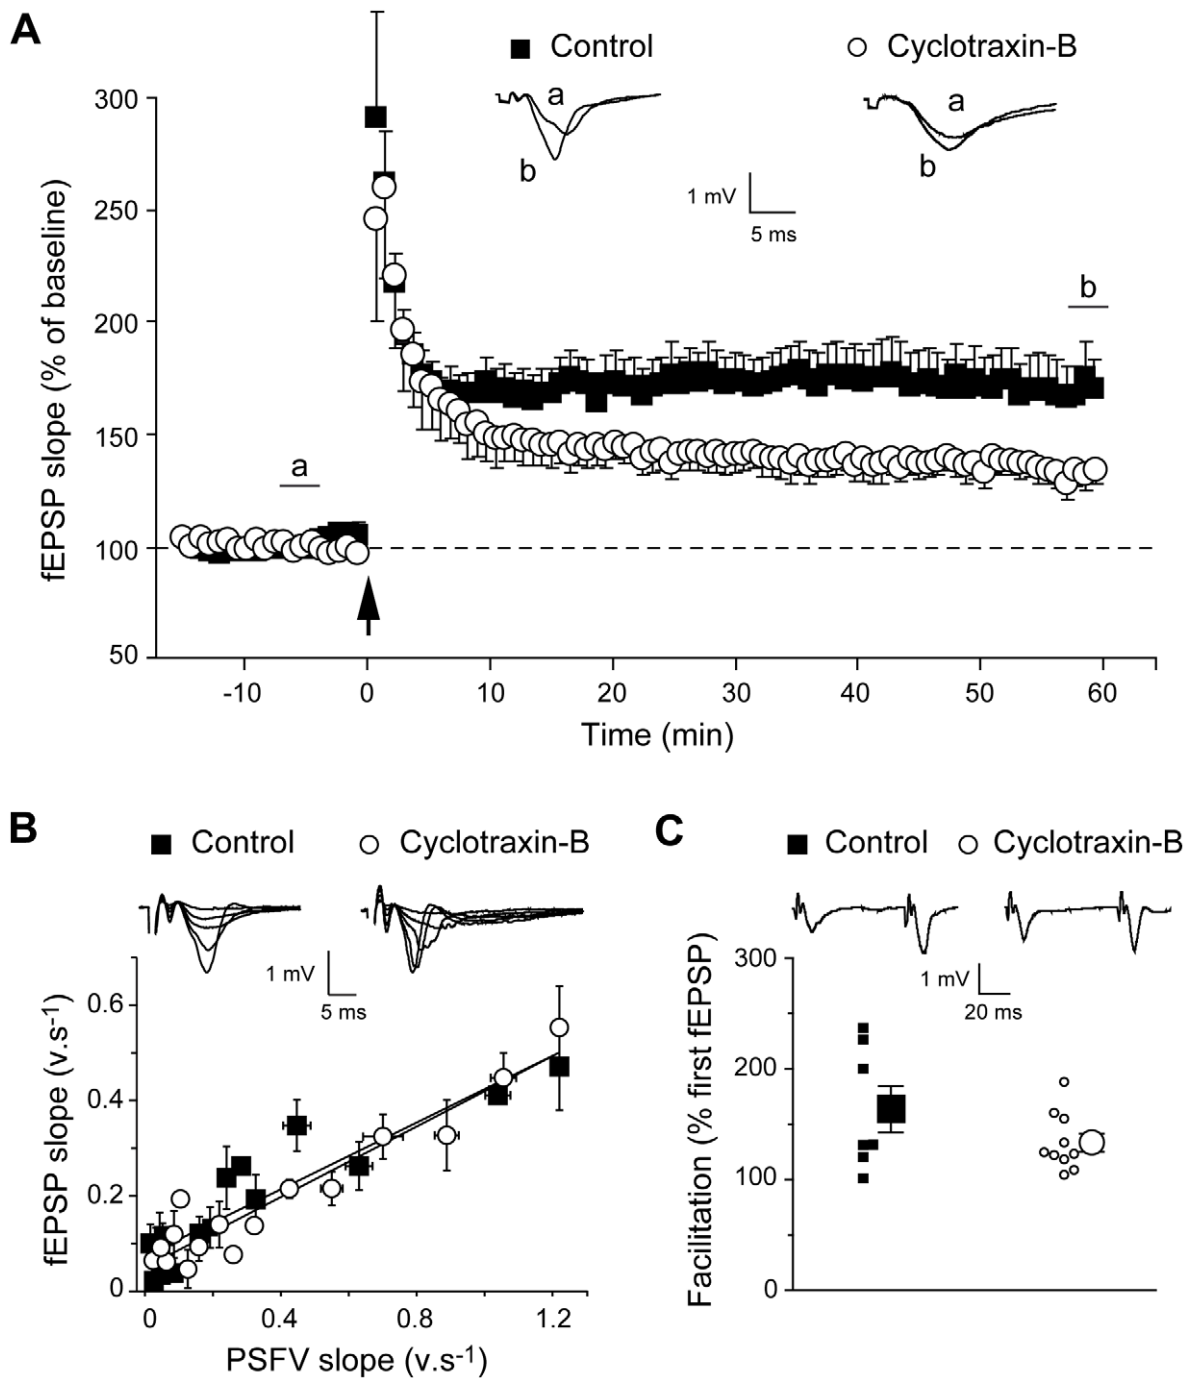 A
Control
Cyclotraxin-B
a
b
a
b
1 mV
5 ms
fEPSP slope (% of baseline)
300
250
200
150
100
50
a
b
-10
0
10
20
30
40
50
60
Time (min)
B
Control
Cyclotraxin-B
1 mV
5 ms
fEPSP slope (v.s-1)
0.6
0.4
0.2
0
0
0.4
0.8
1.2
PSFV slope (v.s-1)
C
Control
Cyclotraxin-B
1 mV
20 ms
Facilitation (% first fEPSP)
300
200
100
0